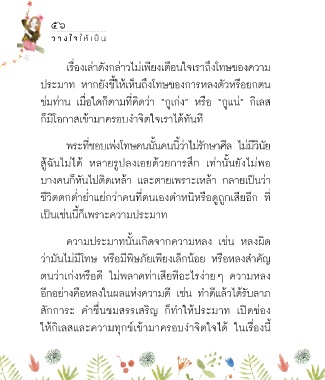 ๕๖
วางใจให้เป็น
เรื่องเล่าดังกล่าวไม่เพียงเตือนใจเราถึงโทษของความ
ประมาท หากยังชี้ให้เห็นถึงโทษของการหลงตัวหรือยกตน
ข่มท่าน เมื่อใดก็ตามที่คิดว่า “กูเก่ง” หรือ “กูแน่” กิเลส
ก็มีโอกาสเข้ามาครอบงำจิตใจเราได้ทันที
พระที่ชอบเพ่งโทษคนนั้นคนนี้ว่าไม่รักษาศีล ไม่มีวินัย
สู้ฉันไม่ได้ หลายรูปลงเอยด้วยการสึก เท่านั้นยังไม่พอ
บางคนก็หันไปติดเหล้า และตายเพราะเหล้า กลายเป็นว่า
ชีวิตตกต่ำย่ำแย่กว่าคนที่ตนเองตำหนิหรือดูถูกเสียอีก ที่
เป็นเช่นนี้ก็เพราะความประมาท
ความประมาทนั้นเกิดจากความหลง เช่น หลงผิด
ว่ามันไม่มีโทษ หรือมีพิษภัยเพียงเล็กน้อย หรือหลงสำคัญ
ตนว่าเก่งหรือดี ไม่พลาดท่าเสียทีอะไรง่ายๆ ความหลง
อีกอย่างคือหลงในผลแห่งความดี เช่น ทำดีแล้วได้รับลาภ
สักการะ คำชื่นชมสรรเสริญ ก็ทำให้ประมาท เปิดช่อง
ให้กิเลสและความทุกข์เข้ามาครอบงำจิตใจได้ ในเรื่องนี้